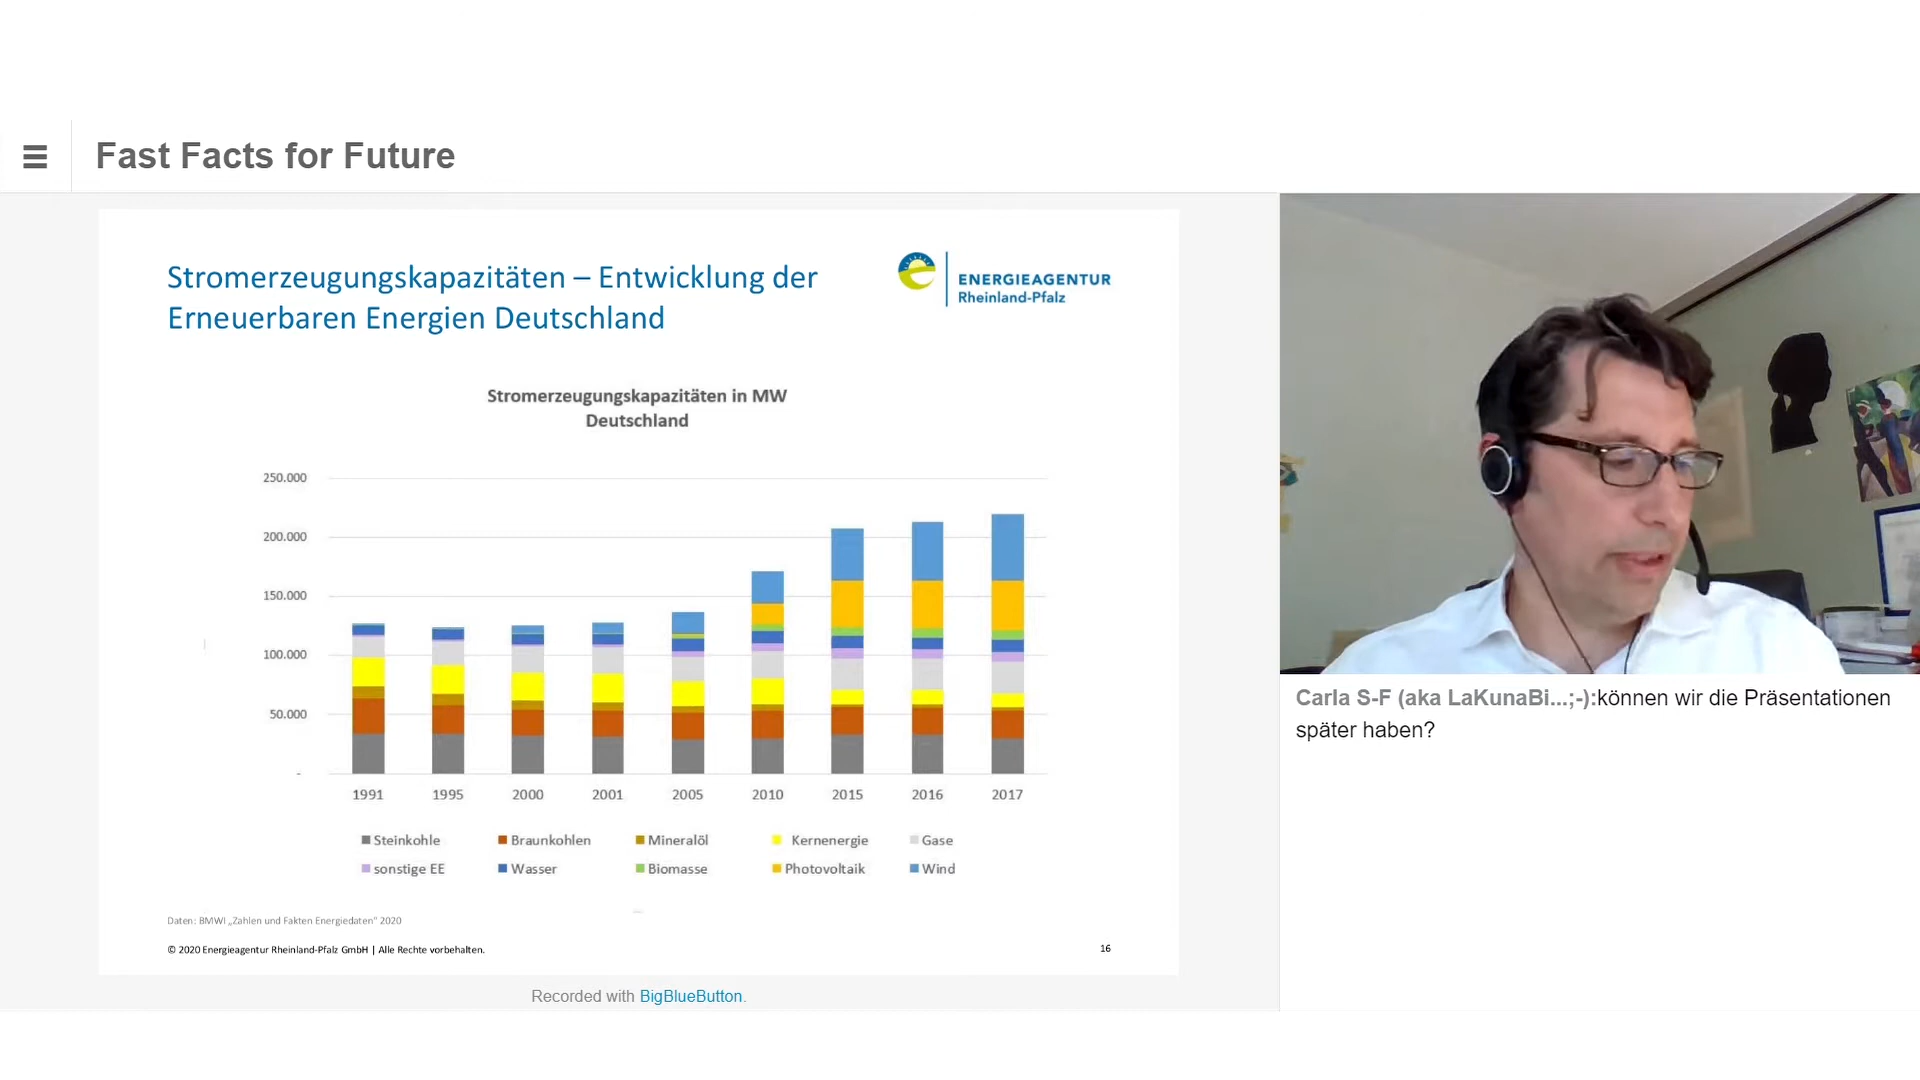 Fast Facts for Future
Stromerzeugungskapazitäten – Entwicklung der
Erneuerbaren Energien Deutschland
ENERGIEAGENTUR
Rheinland-Pfalz
Stromerzeugungskapazitäten in MW
Deutschland
250.000
200.000
150.000
100.000
50.000
-
1991 1995 2000 2001 2005 2010 2015 2016 2017
Steinkohle Braunkohlen Mineralöl Kernenergie Gase
sonstige EE Wasser Biomasse Photovoltaik Wind
Daten: BMWI „Zahlen und Fakten Energiedaten" 2020
© 2020 Energieagentur Rheinland-Pfalz GmbH | Alle Rechte vorbehalten.
16
Recorded with BigBlueButton.
Carla S-F (aka LaKunaBi...;-):können wir die Präsentationen
später haben?